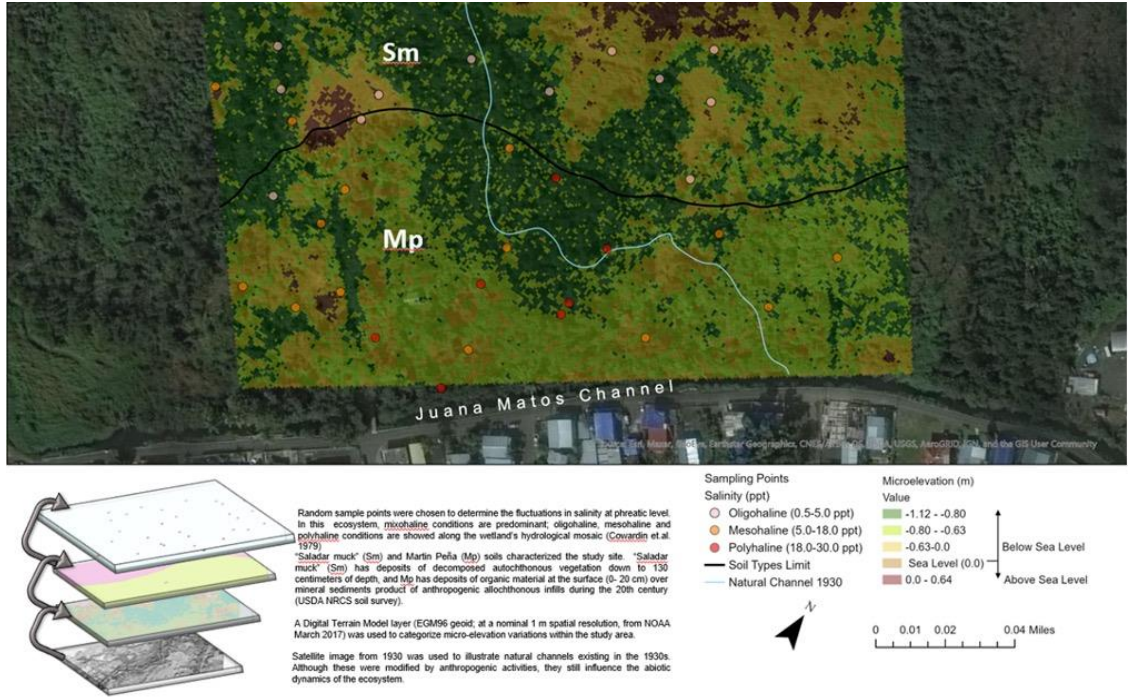 Sm
Mp
Juana Matos Channel
Earthstar Geographics,
USGS, AeroGRID, IGN, and the GIS User Community
Random sample points were chosen to determine the fluctuations in salinity at phreatic level.
In this ecosystem, mixohaline conditions are predominant; oligohaline, mesohaline and
polyhaline conditions are showed along the wetland's hydrological mosaic (Cowardin et.al.
1979)
"Saladar muck" (Sm) and Martin Peña (Mp) soils characterized the study site. "Saladar
muck" (Sm) has deposits of decomposed autochthonous vegetation down to 130
centimeters of depth, and Mp has deposits of organic material at the surface (0- 20 cm) over
mineral sediments product of anthropogenic allochthonous infills during the 20th century
(USDA NRCS soil survey).
A Digital Terrain Model layer (EGM96 geoid; at a nominal 1 m spatial resolution, from NOAA
March 2017) was used to categorize micro-elevation variations within the study area.
Satellite image from 1930 was used to illustrate natural channels existing in the 1930s.
Although these were modified by anthropogenic activities, they still influence the abiotic
dynamics of the ecosystem.
Sampling Points
Salinity (ppt)
Oligohaline (0.5-5.0 ppt)
Mesohaline (5.0-18.0 ppt)
Polyhaline (18.0-30.0 ppt)
Soil Types Limit
Natural Channel 1930
Microelevation (m)
Value
-1.12 - -0.80
-0.80 - -0.63
-0.63-0.0
Sea Level (0.0)
0.0 - 0.64
Below Sea Level
Above Sea Level
N
0 0.01 0.02 0.04 Miles